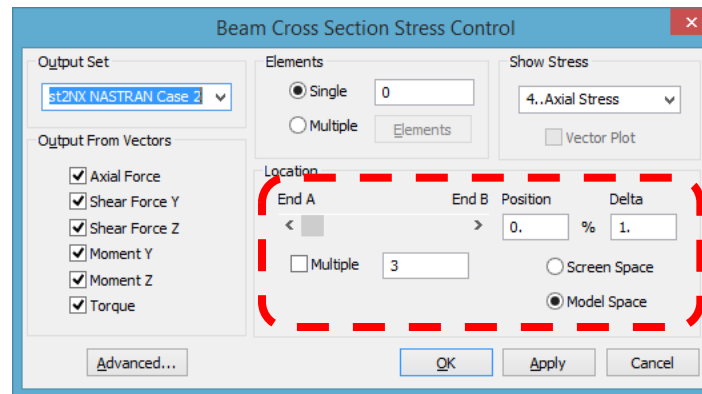 Beam Cross Section Stress Control
Output Set
st2NX NASTRAN Case 2
Output From Vectors
Axial Force
Shear Force Y
Shear Force Z
Moment Y
Moment Z
Torque
Advanced...
Elements
Single 0
Multiple Elements
Show Stress
4..Axial Stress
Vector Plot
Location
End A End B Position Delta
0. % 1.
Multiple 3
Screen Space
Model Space
OK Apply Cancel